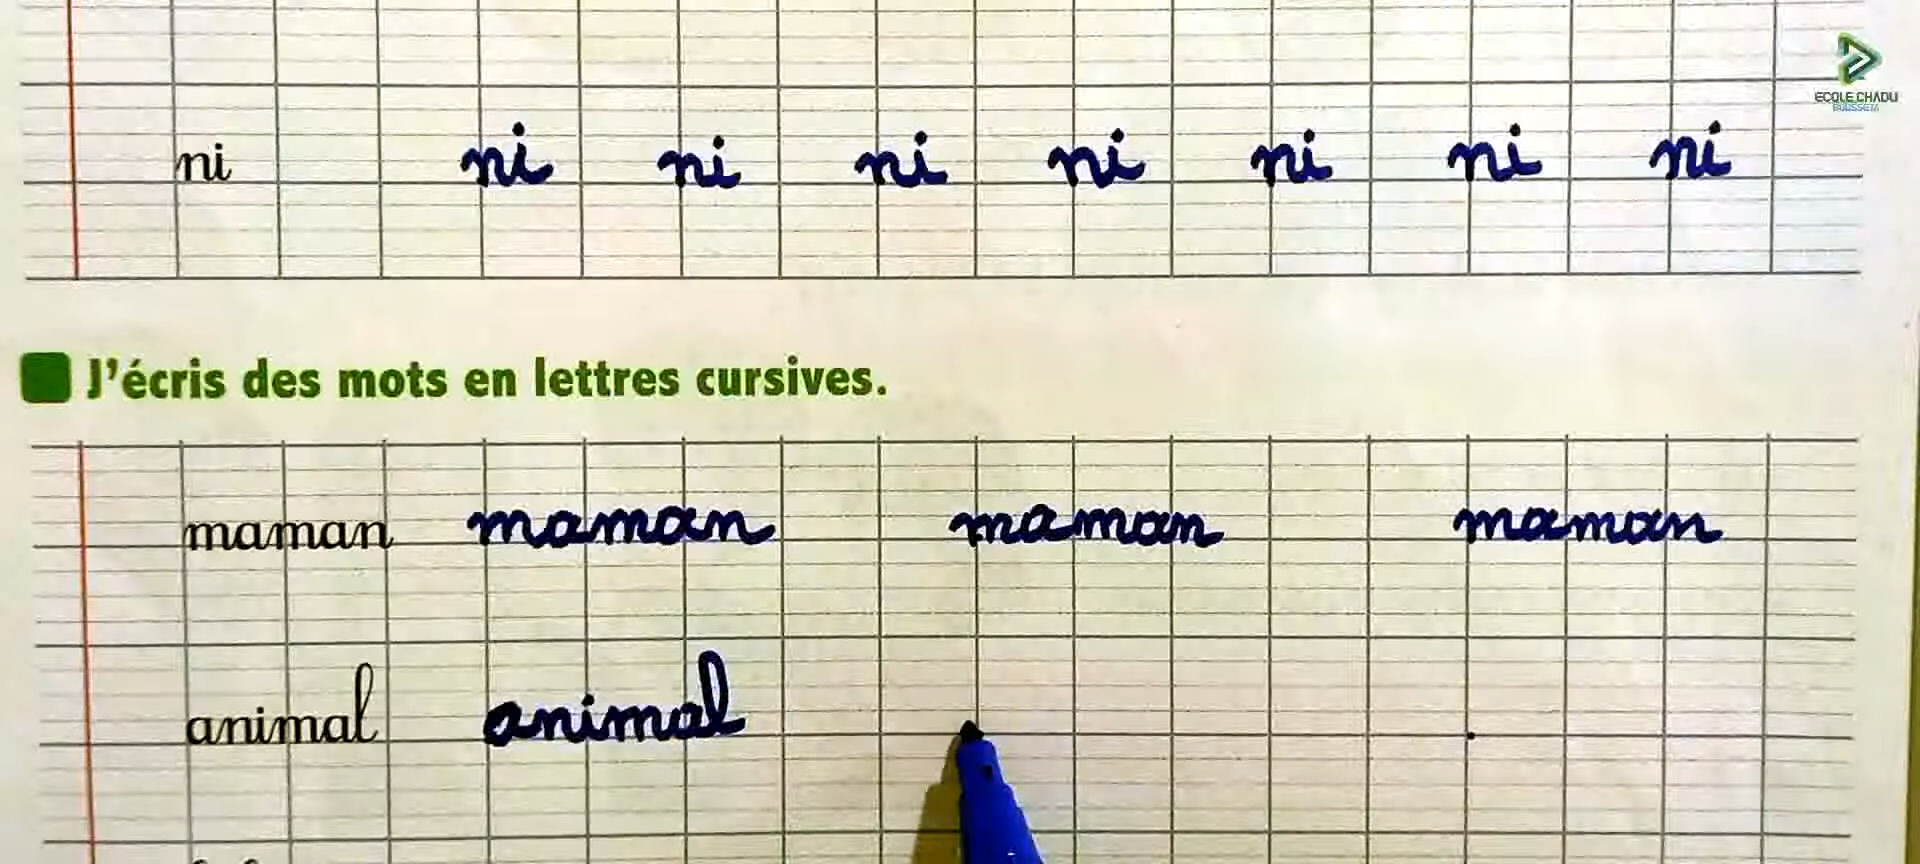 ECOLE CHADU
ni ni ni ni ni ni ni ni
J'écris des mots en lettres cursives.
maman maman maman maman
animal animal